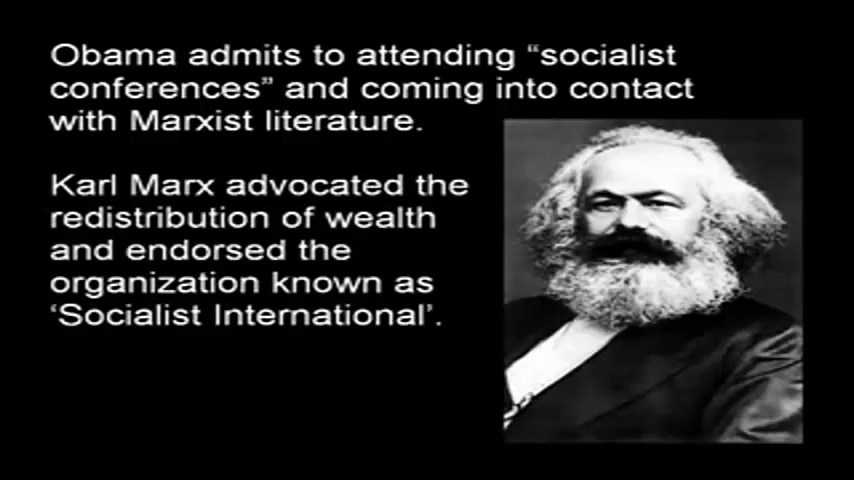 Obama admits to attending “socialist
conferences” and coming into contact
with Marxist literature.
Karl Marx advocated the
redistribution of wealth
and endorsed the
organization known as
‘Socialist International’.